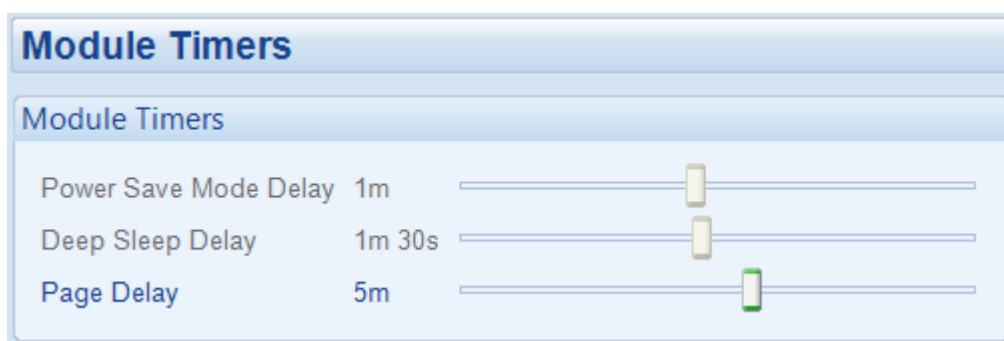 Module Timers
Module Timers
Power Save Mode Delay 1m
Deep Sleep Delay 1m 30s
Page Delay 5m